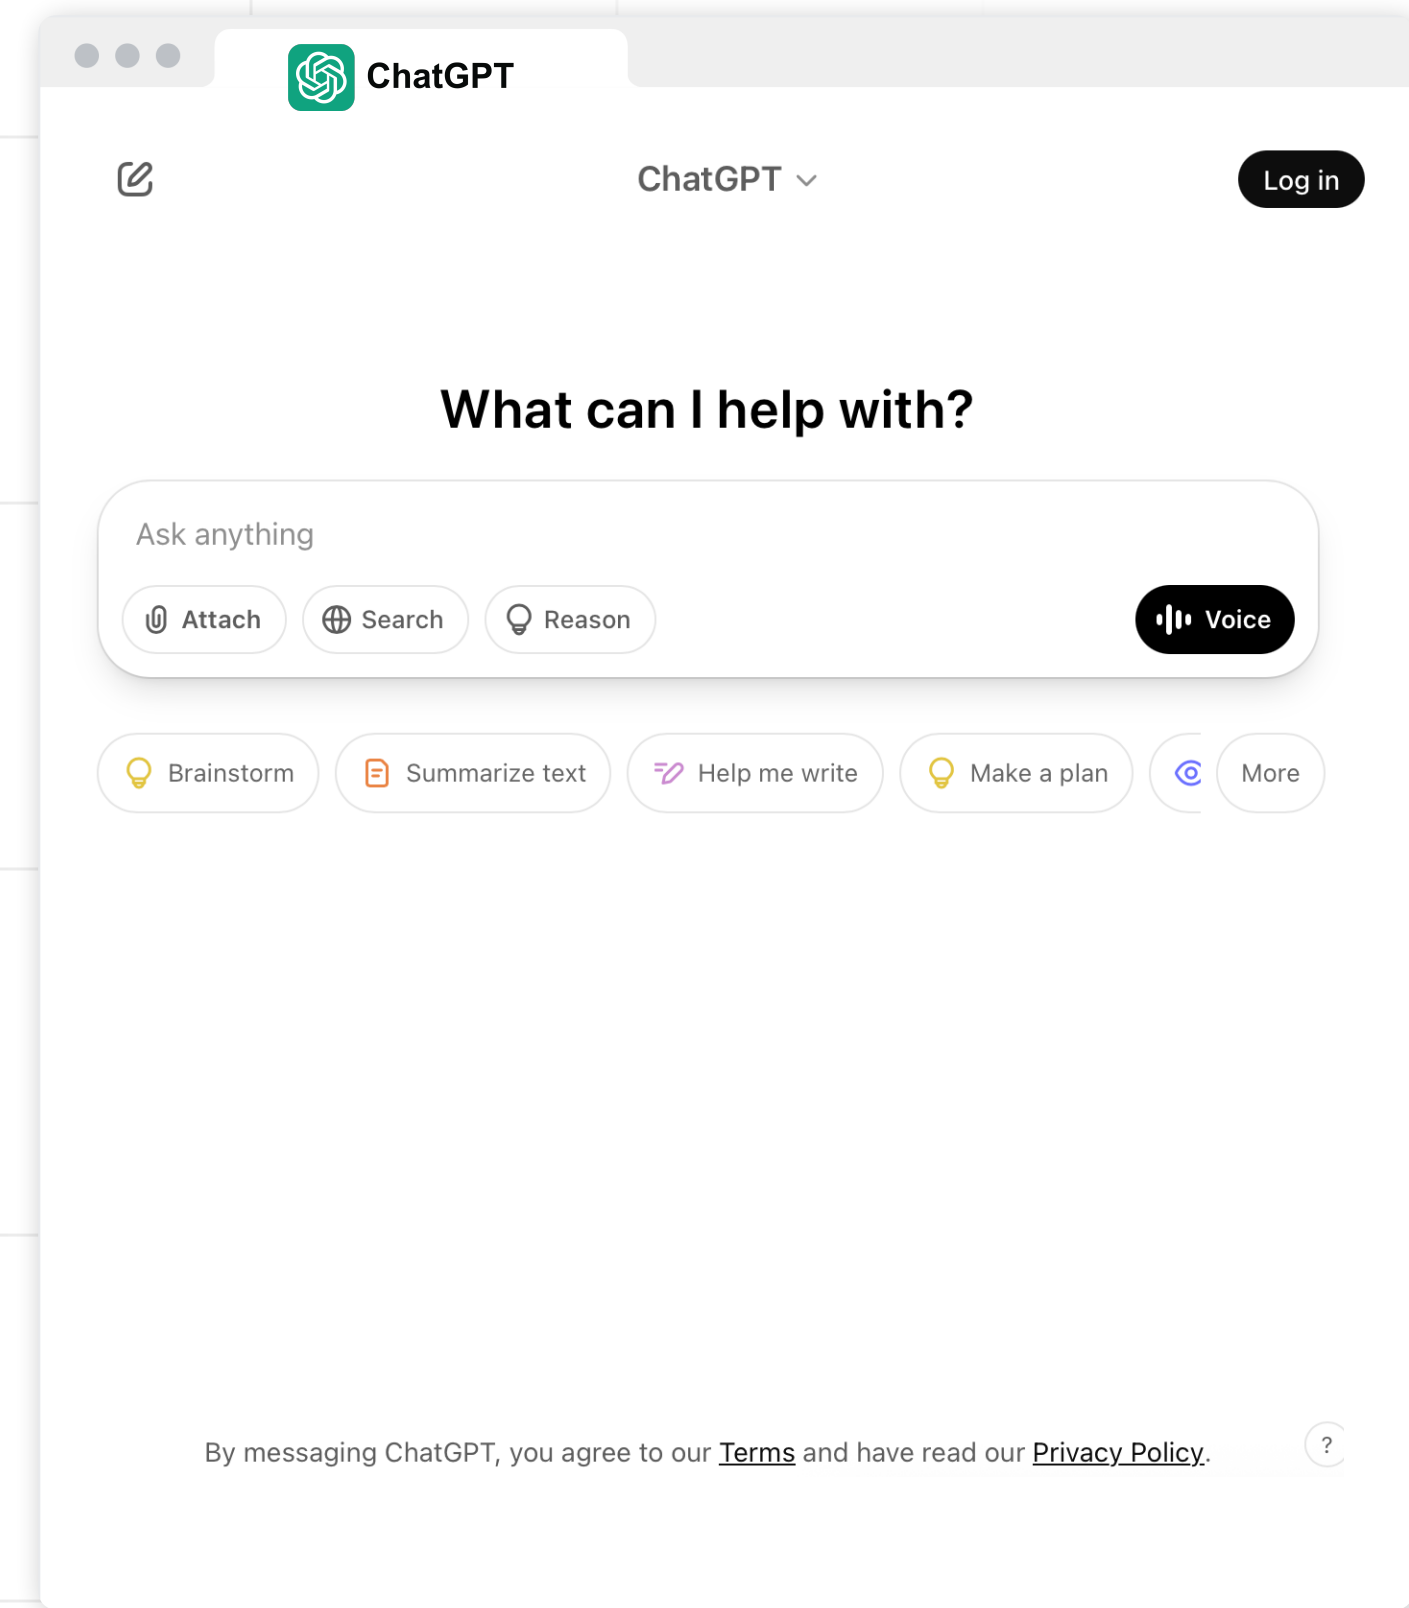 ChatGPT
ChatGPT
Log in
What can I help with?
Ask anything
Attach
Search
Reason
Voice
Brainstorm
Summarize text
Help me write
Make a plan
More
By messaging ChatGPT, you agree to our Terms and have read our Privacy Policy.
?